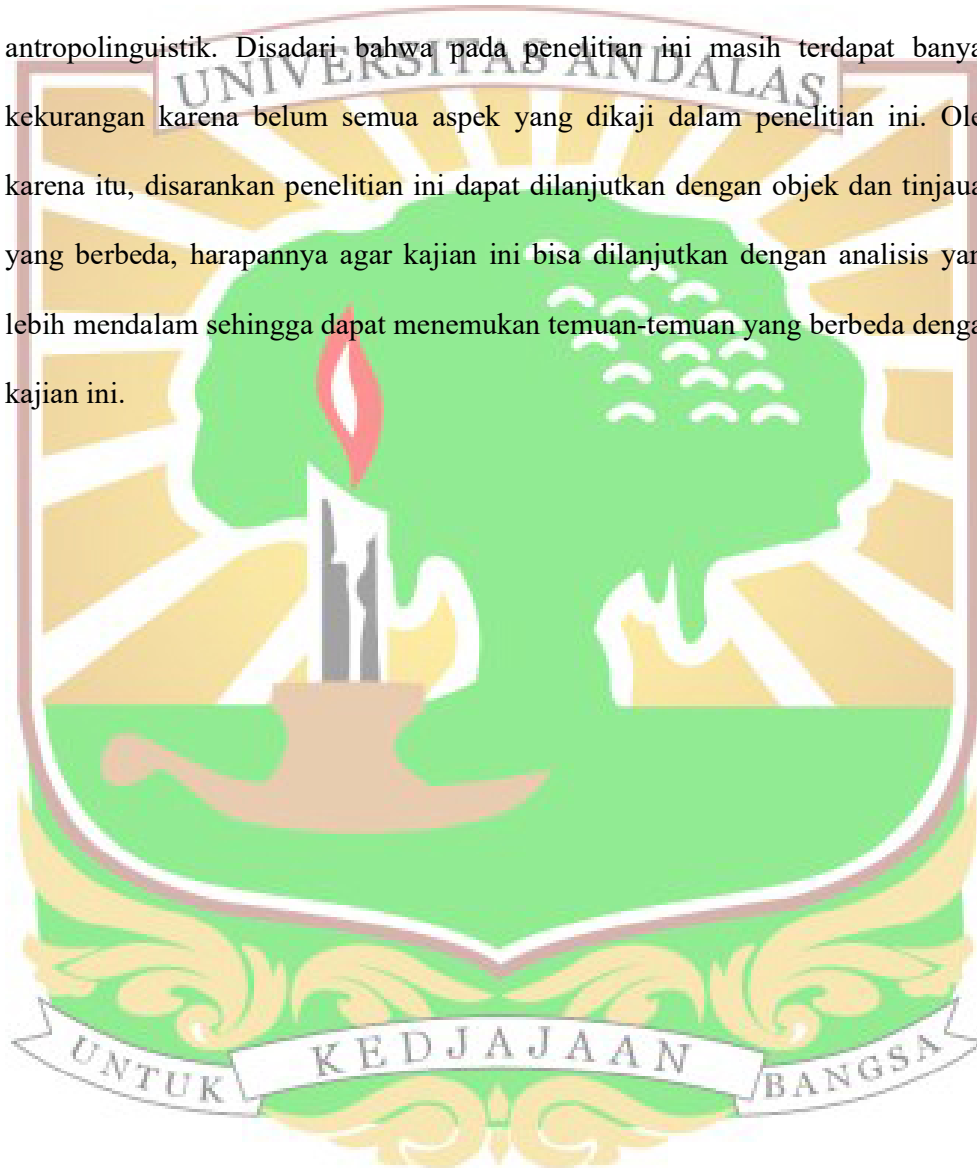 antropolinguistik. Disadari bahwa pada penelitian ini masih terdapat banya
UNIVERSITAS ANDALAS
kekurangan karena belum semua aspek yang dikaji dalam penelitian ini. Ole
karena itu, disarankan penelitian ini dapat dilanjutkan dengan objek dan tinjaua
yang berbeda, harapannya agar kajian ini bisa dilanjutkan dengan analisis yan
lebih mendalam sehingga dapat menemukan temuan-temuan yang berbeda denga
kajian ini.
UNTUK KEDJAJAAN BANGSA